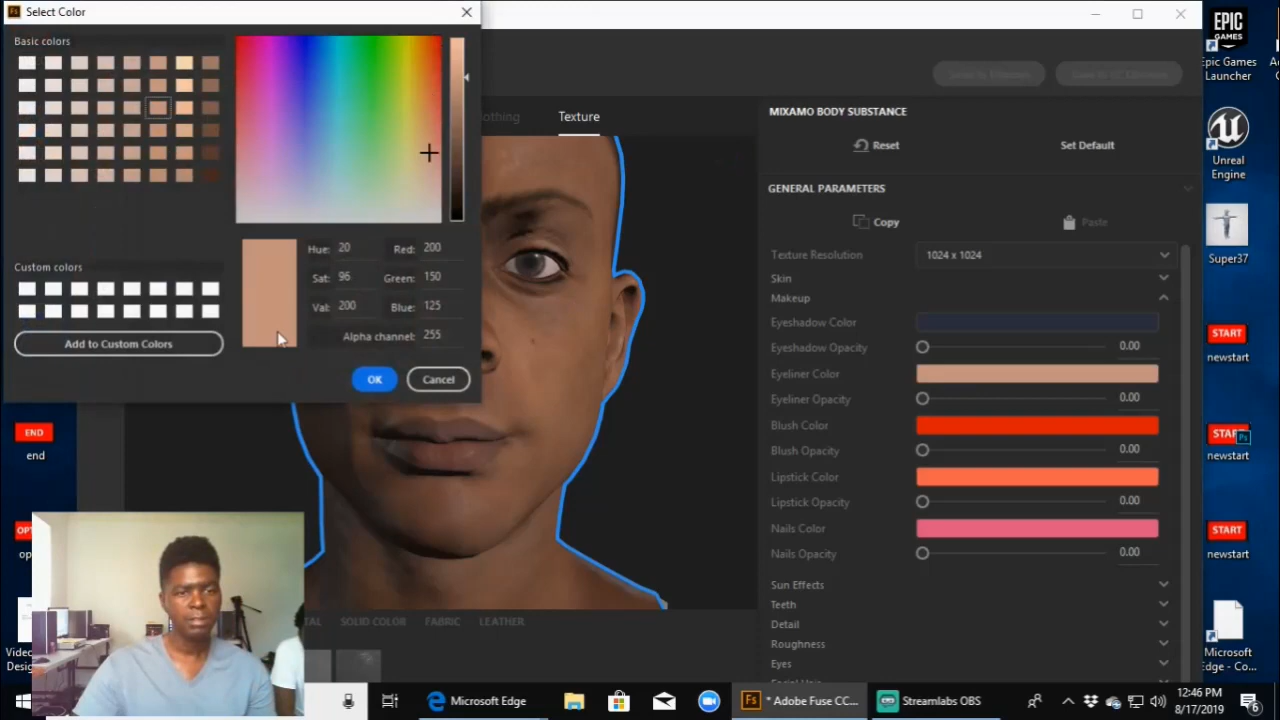 Fs Select Color
Basic colors
Hue: 20 Red: 200
Sat: 96 Green: 150
Val: 200 Blue: 125
Alpha channel: 255
Custom colors
Add to Custom Colors
OK Cancel
Texture
MIXAMO BODY SUBSTANCE
Reset Set Default
GENERAL PARAMETERS
Copy Paste
Texture Resolution 1024 x 1024
Skin
Makeup
Eyeshadow Color
Eyeshadow Opacity 0.00
Eyeliner Color
Eyeliner Opacity 0.00
Blush Color
Blush Opacity 0.00
Lipstick Color
Lipstick Opacity 0.00
Nails Color
Nails Opacity 0.00
Sun Effects
Teeth
Detail
Roughness
Eyes
SOLID COLOR FABRIC LEATHER
EPIC
GAMES
Epic Games
Launcher
Unreal
Engine
Super37
START
newstart
newstart
START
newstart
Microsoft
Edge - Co...
END
end
Microsoft Edge
Fs * Adobe Fuse CC...
Streamlabs OBS
12:46 PM
8/17/2019
6